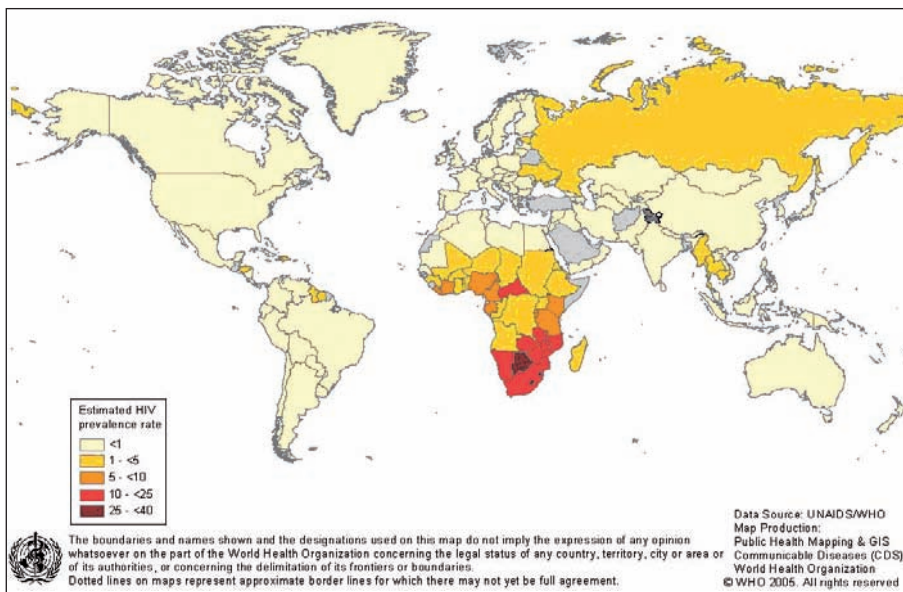 Estimated HIV
prevalence rate
<1
1 - <5
5 - <10
10 - <25
25 - <40
The boundaries and names shown and the designations used on this map do not imply the expression of any opinion
whatsoever on the part of the World Health Organization concerning the legal status of any country, territory, city or area or
of its authorities, or concerning the delimitation of its frontiers or boundaries.
Dotted lines on maps represent approximate border lines for which there may not yet be full agreement.
Data Source: UNAIDS/WHO
Map Production:
Public Health Mapping & GIS
Communicable Diseases (CDS)
World Health Organization
© WHO 2005. All rights reserved